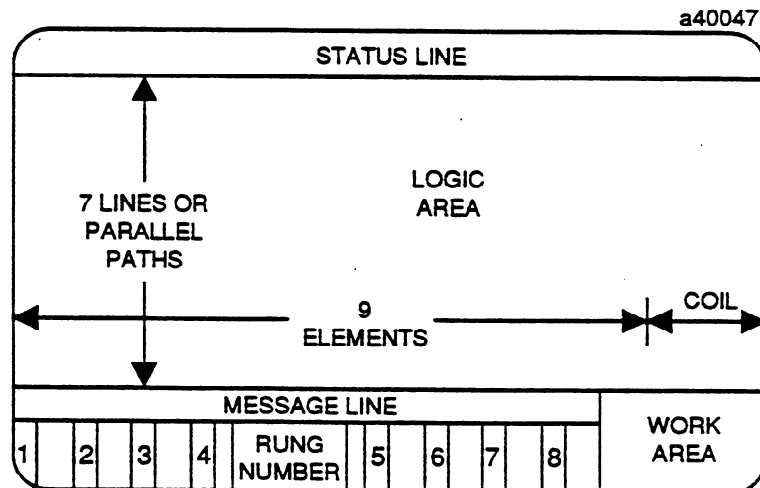 a40047
STATUS LINE
7 LINES OR
PARALLEL
PATHS
LOGIC
AREA
9
ELEMENTS
COIL
MESSAGE LINE
1 2 3 4 RUNG NUMBER 5 6 7 8
WORK
AREA